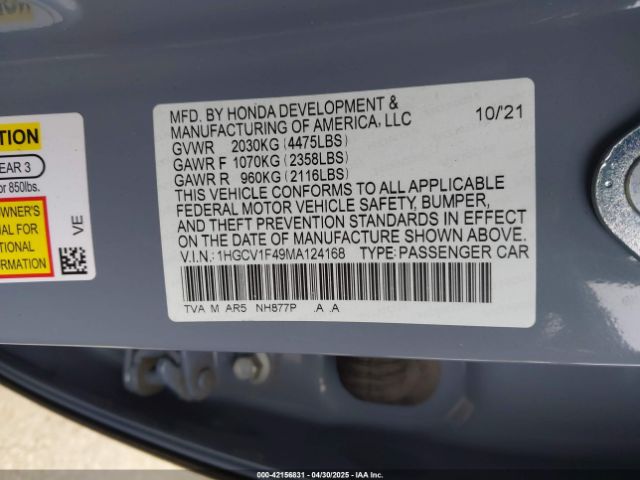 MFD. BY HONDA DEVELOPMENT &
MANUFACTURING OF AMERICA, LLC 10/21
GVWR 2030KG (4475LBS)
GAWR F 1070KG (2358LBS)
GAWR R 960KG (2116LBS)
THIS VEHICLE CONFORMS TO ALL APPLICABLE
FEDERAL MOTOR VEHICLE SAFETY, BUMPER,
AND THEFT PREVENTION STANDARDS IN EFFECT
ON THE DATE OF MANUFACTURE SHOWN ABOVE.
V.I.N.: 1HGCV1F49MA124168 TYPE: PASSENGER CAR
TVA M AR5 NH877P .A .A
EAR 3
or 850lbs.
OWNER'S
UAL FOR
TIONAL
ATION
VE
000-42156831 - 04/30/2025 - IAA Inc.